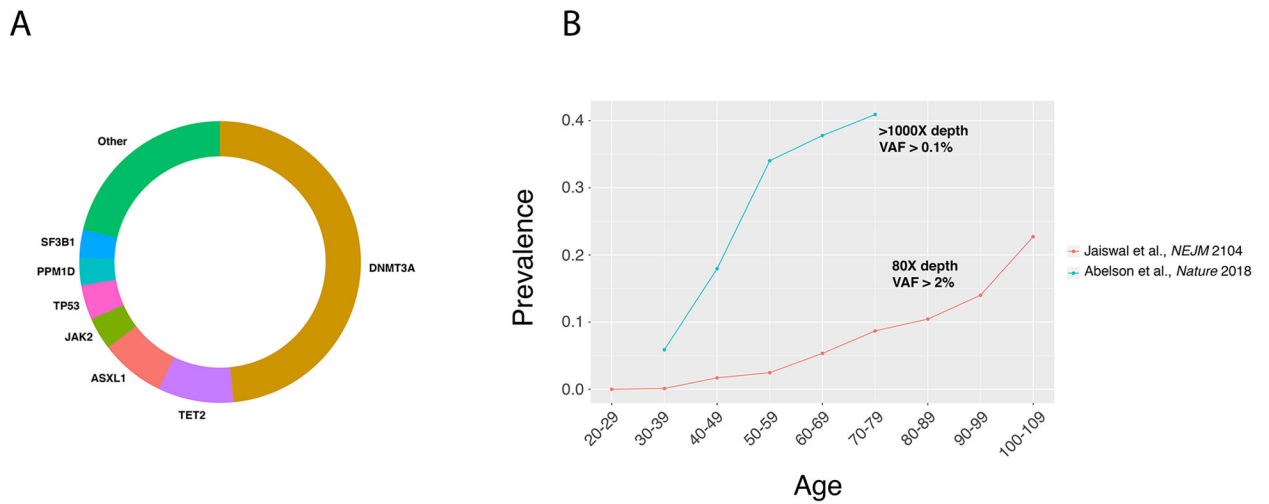 A
Other
SF3B1
PPM1D
TP53
JAK2
ASXL1
TET2
DNMT3A
B
Prevalence
0.4
0.3
0.2
0.1
0.0
>1000X depth
VAF > 0.1%
80X depth
VAF > 2%
20-29
30-39
40-49
50-59
60-69
70-79
80-89
90-99
100-109
Age
Jaiswal et al., NEJM 2104
Abelson et al., Nature 2018